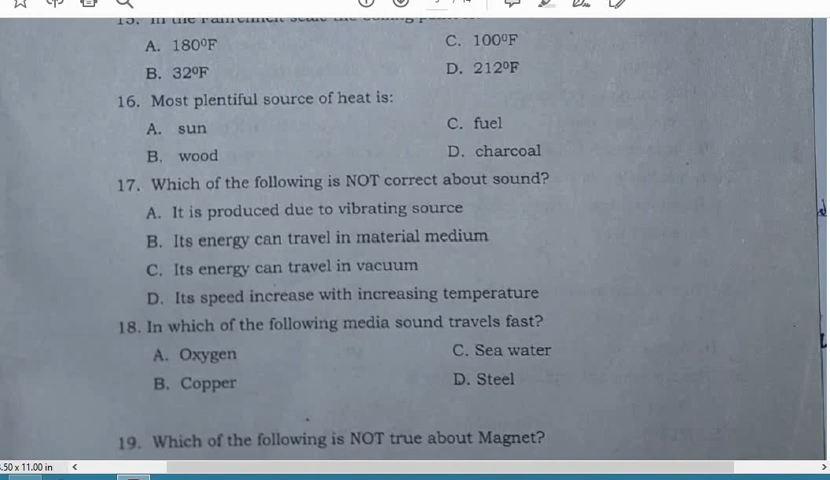 A. 180⁰F
C. 100⁰F
B. 32⁰F
D. 212⁰F
16. Most plentiful source of heat is:
A. sun
C. fuel
B. wood
D. charcoal
17. Which of the following is NOT correct about sound?
A. It is produced due to vibrating source
B. Its energy can travel in material medium
C. Its energy can travel in vacuum
D. Its speed increase with increasing temperature
18. In which of the following media sound travels fast?
A. Oxygen
C. Sea water
B. Copper
D. Steel
19. Which of the following is NOT true about Magnet?
.50 x 11.00 in